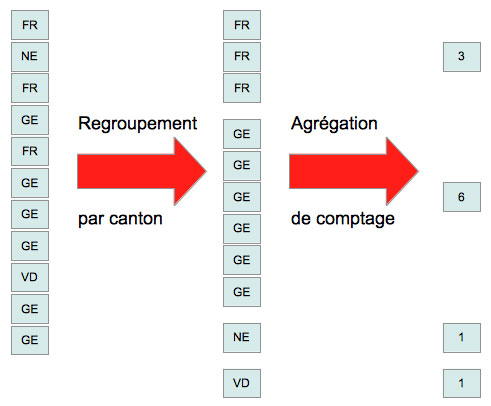 FR
NE
FR
GE
FR
GE
GE
GE
VD
GE
GE
Regroupement
par canton
FR
FR
FR
GE
GE
GE
GE
GE
GE
NE
VD
Agrégation
de comptage
3
6
1
1